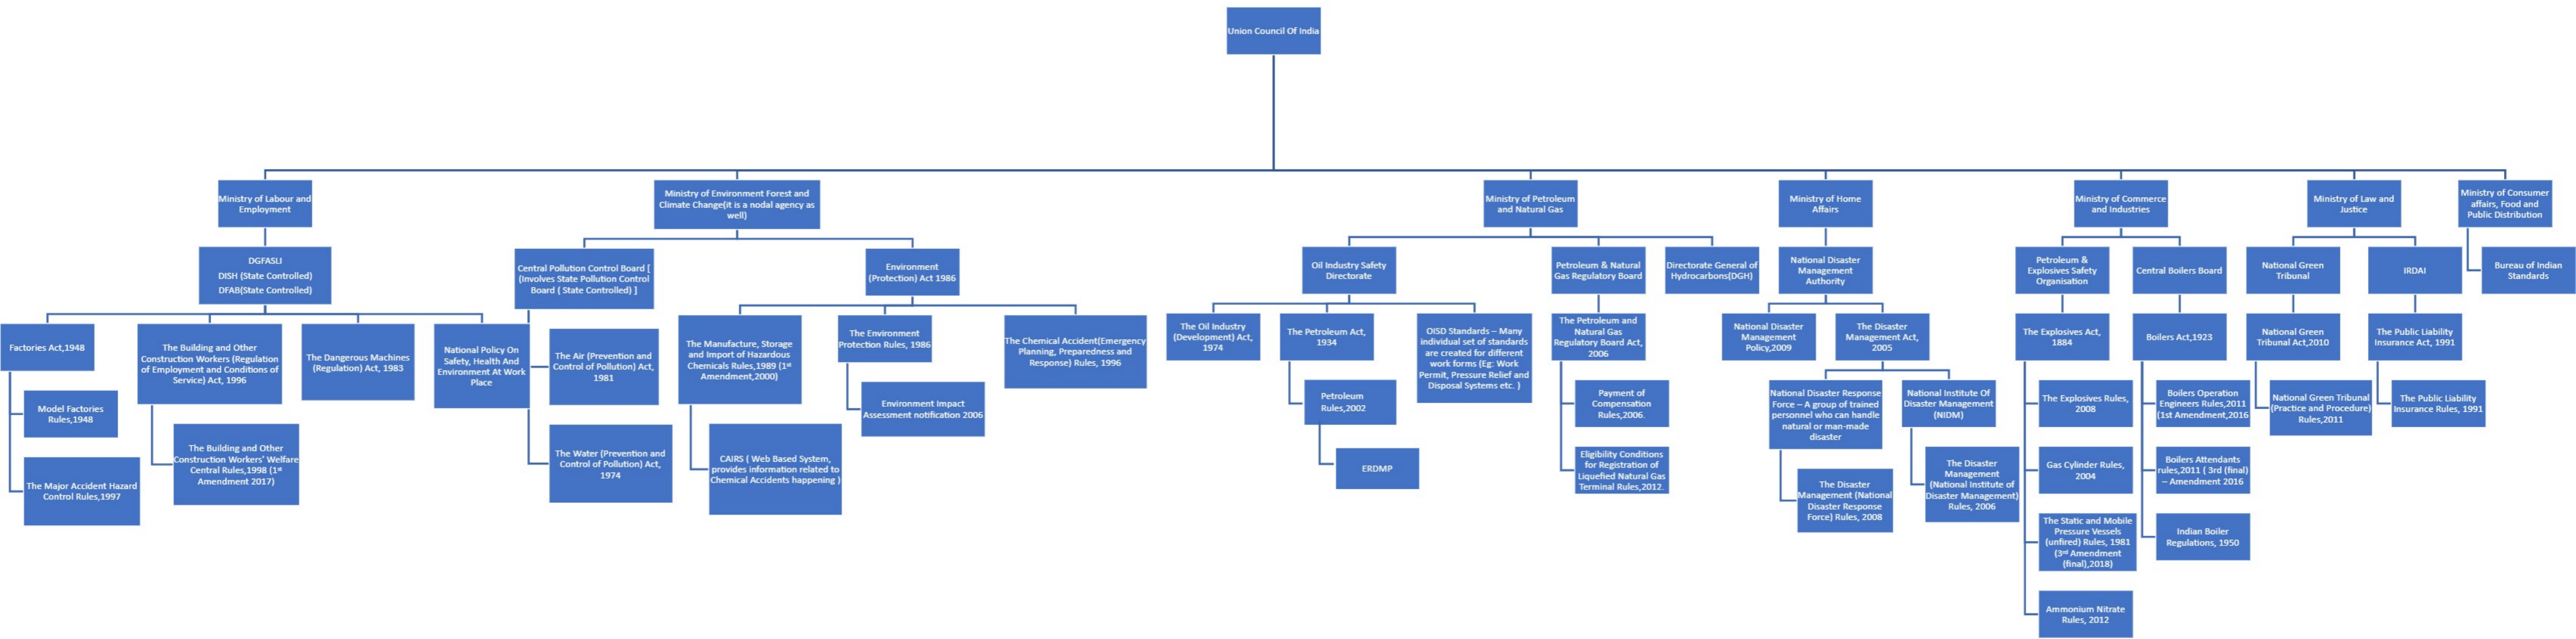 Union Council Of India
Ministry of Labour and
Employment
Ministry of Environment Forest and
Climate Change(it is a nodal agency as
well)
Ministry of Petroleum
and Natural Gas
Ministry of Home
Affairs
Ministry of Commerce
and Industries
Ministry of Law and
Justice
Ministry of Consumer
affairs, Food and
Public Distribution
DGFASLI
DISH (State Controlled)
DFAB(State Controlled)
Central Pollution Control Board [
(Involves State Pollution Control
Board ( State Controlled) ]
Environment
(Protection) Act 1986
Oil Industry Safety
Directorate
Petroleum & Natural
Gas Regulatory Board
Directorate General of
Hydrocarbons(DGH)
National Disaster
Management
Authority
Petroleum &
Explosives Safety
Organisation
Central Boilers Board
National Green
Tribunal
IRDAI
Bureau of Indian
Standards
Factories Act,1948
Model Factories
Rules,1948
The Major Accident Hazard
Control Rules,1997
The Building and Other
Construction Workers (Regulation
of Employment and Conditions of
Service) Act, 1996
The Building and Other
Construction Workers' Welfare
Central Rules,1998 (1st
Amendment 2017)
The Dangerous Machines
(Regulation) Act, 1983
National Policy On
Safety, Health And
Environment At Work
Place
The Air (Prevention and
Control of Pollution) Act,
1981
The Water (Prevention and
Control of Pollution) Act,
1974
The Manufacture, Storage
and Import of Hazardous
Chemicals Rules,1989 (1st
Amendment,2000)
CAIRS ( Web Based System,
provides information related to
Chemical Accidents happening )
The Environment
Protection Rules, 1986
Environment Impact
Assessment notification 2006
The Chemical Accident(Emergency
Planning, Preparedness and
Response) Rules, 1996
The Oil Industry
(Development) Act,
1974
The Petroleum Act,
1934
Petroleum
Rules,2002
ERDMP
OISD Standards – Many
individual set of standards
are created for different
work forms (Eg: Work
Permit, Pressure Relief and
Disposal Systems etc. )
The Petroleum and
Natural Gas
Regulatory Board Act,
2006
Payment of
Compensation
Rules,2006.
Eligibility Conditions
for Registration of
Liquefied Natural Gas
Terminal Rules,2012.
National Disaster
Management
Policy,2009
The Disaster
Management Act,
2005
National Disaster Response
Force – A group of trained
personnel who can handle
natural or man-made
disaster
The Disaster
Management (National
Disaster Response
Force) Rules, 2008
National Institute Of
Disaster Management
(NIDM)
The Disaster
Management
(National Institute of
Disaster Management)
Rules, 2006
The Explosives Act,
1884
The Explosives Rules,
2008
Gas Cylinder Rules,
2004
The Static and Mobile
Pressure Vessels
(unfired) Rules, 1981
(3rd Amendment
(final),2018)
Ammonium Nitrate
Rules, 2012
Boilers Act,1923
Boilers Operation
Engineers Rules,2011
(1st Amendment,2016
Boilers Attendants
rules,2011 ( 3rd (final)
– Amendment 2016
Indian Boiler
Regulations, 1950
National Green
Tribunal Act,2010
National Green Tribunal
(Practice and Procedure)
Rules,2011
The Public Liability
Insurance Act, 1991
The Public Liability
Insurance Rules, 1991